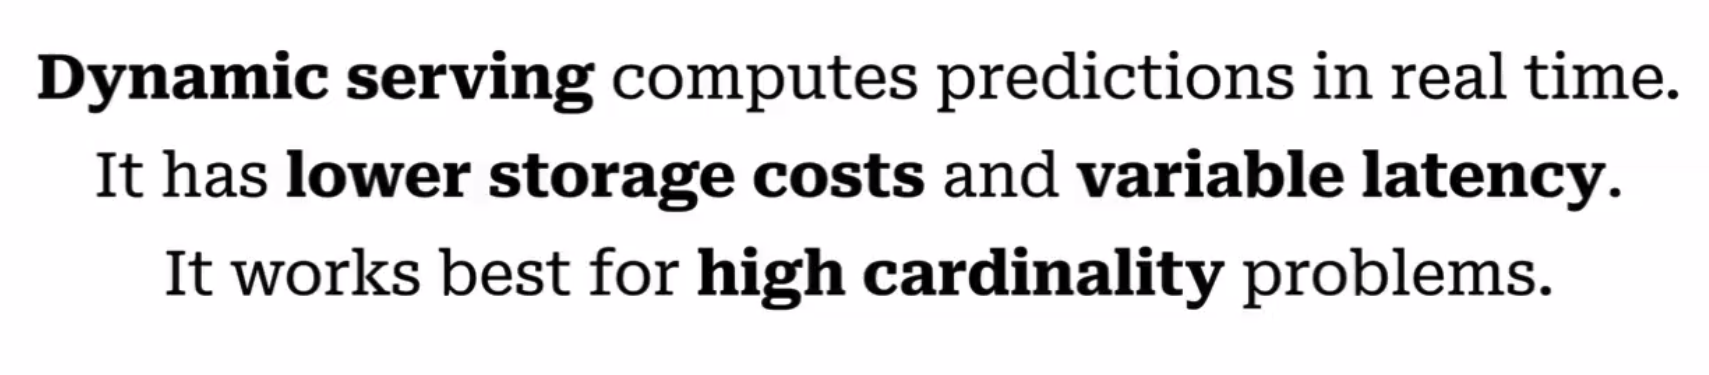 Dynamic serving computes predictions in real time.
It has lower storage costs and variable latency.
It works best for high cardinality problems.